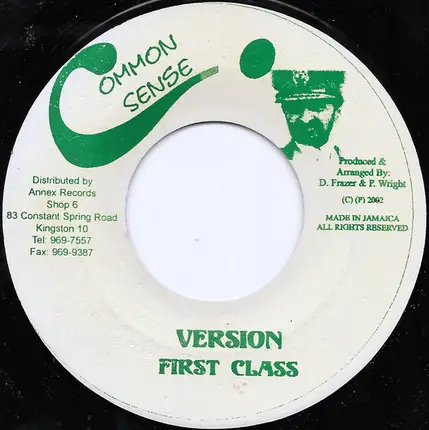 COMMON
SENSE
Distributed by
Annex Records
Shop 6
83 Constant Spring Road
Kingston 10
Tel: 969-7557
Fax: 969-9387
Produced &
Arranged By:
D. Frazer & P. Wright
(C) (P) 2002
MADE IN JAMAICA
ALL RIGHTS RESERVED
VERSION
FIRST CLASS